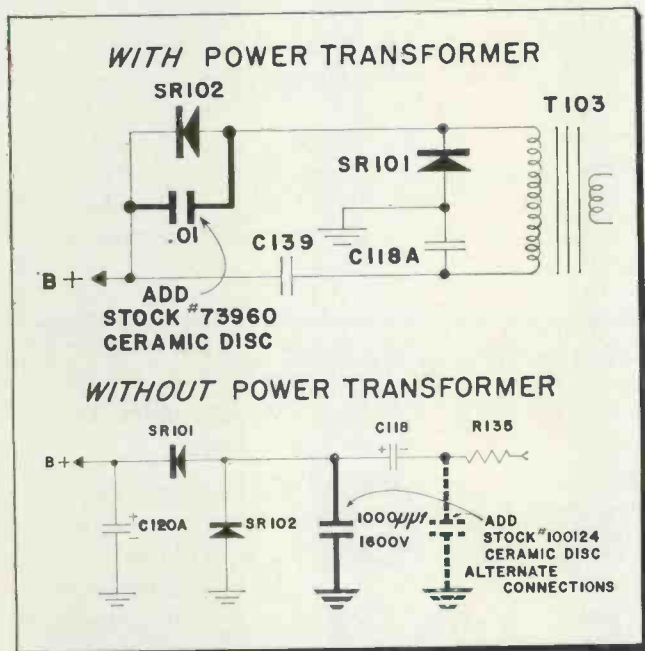 WITH POWER TRANSFORMER
SR102
T103
SR101
.01
C139
C118A
B+
ADD
STOCK #73960
CERAMIC DISC
WITHOUT POWER TRANSFORMER
SR101
C118
R135
B+
+
-
+
-
C120A
SR102
1000μμf
1600V
ADD
STOCK #100124
CERAMIC DISC
ALTERNATE
CONNECTIONS